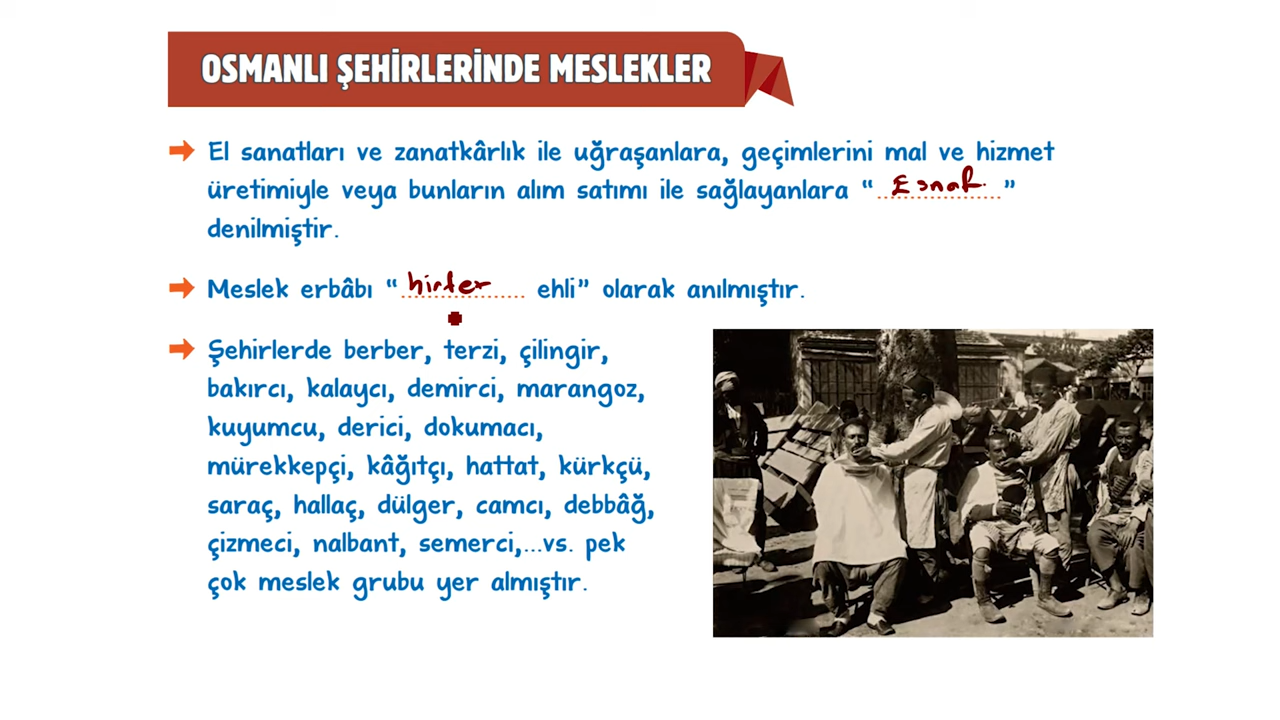 OSMANLI ŞEHİRLERİNDE MESLEKLER
El sanatları ve zanatkârlık ile uğraşanlara, geçimlerini mal ve hizmet
üretimiyle veya bunların alım satımı ile sağlayanlara “ Esnaf ”
denilmiştir.
Meslek erbâbı “ hirfet ehli” olarak anılmıştır.
Şehirlerde berber, terzi, çilingir,
bakırcı, kalaycı, demirci, marangoz,
kuyumcu, derici, dokumacı,
mürekkepçi, kâğıtçı, hattat, kürkçü,
saraç, hallaç, dülger, camcı, debbâğ,
çizmeci, nalbant, semerci,...vs. pek
çok meslek grubu yer almıştır.